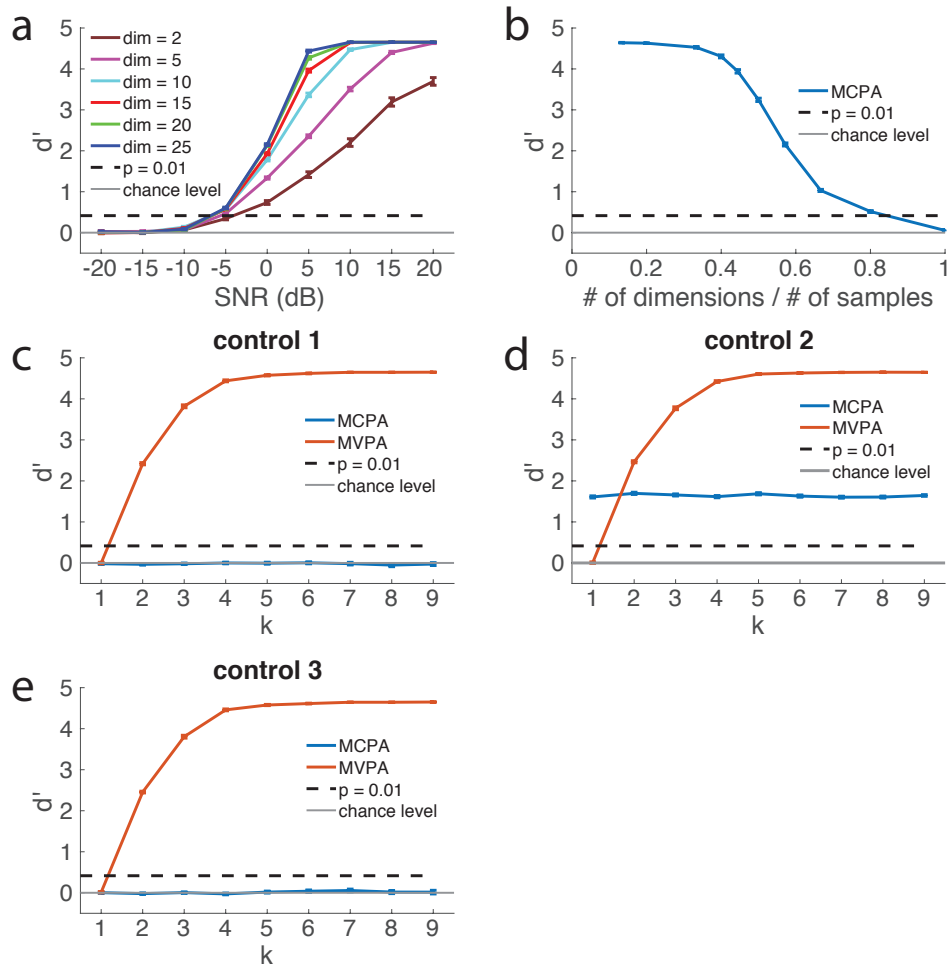 a
dim = 2
dim = 5
dim = 10
dim = 15
dim = 20
dim = 25
p = 0.01
chance level
5
4
3
2
1
0
d'
-20 -15 -10 -5 0 5 10 15 20
SNR (dB)
b
MCPA
p = 0.01
chance level
5
4
3
2
1
0
d'
0 0.2 0.4 0.6 0.8 1
# of dimensions / # of samples
c
control 1
MCPA
MVPA
p = 0.01
chance level
5
4
3
2
1
0
d'
1 2 3 4 5 6 7 8 9
k
d
control 2
MCPA
MVPA
p = 0.01
chance level
5
4
3
2
1
0
d'
1 2 3 4 5 6 7 8 9
k
e
control 3
MCPA
MVPA
p = 0.01
chance level
5
4
3
2
1
0
d'
1 2 3 4 5 6 7 8 9
k